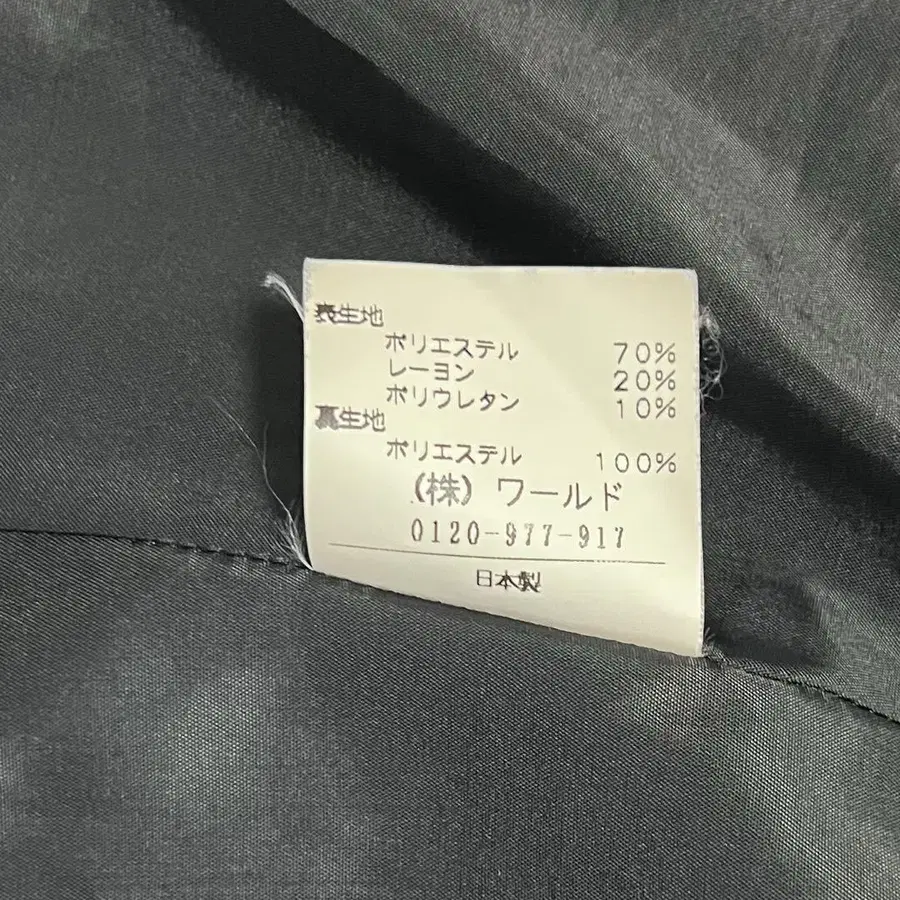 表生地
ポリエステル 70%
レーヨン 20%
ポリウレタン 10%
裏生地
ポリエステル 100%
(株) ワールド
0120-977-917
日本製